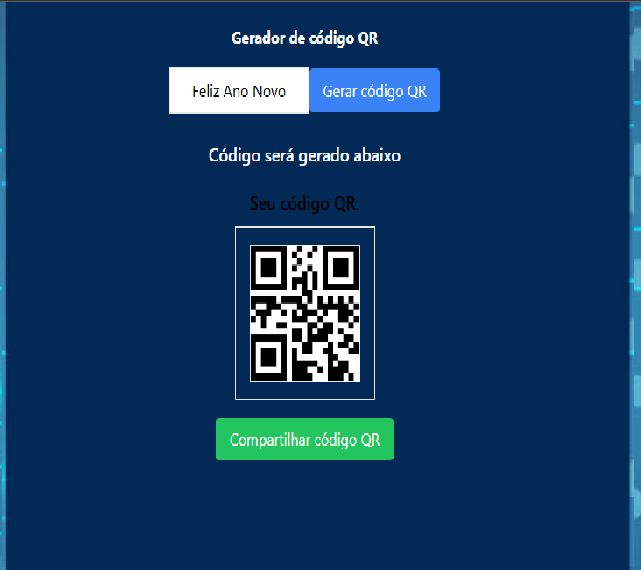 Gerador de código QR
Feliz Ano Novo
Gerar código QR
Código será gerado abaixo
Seu código QR:
Compartilhar código QR